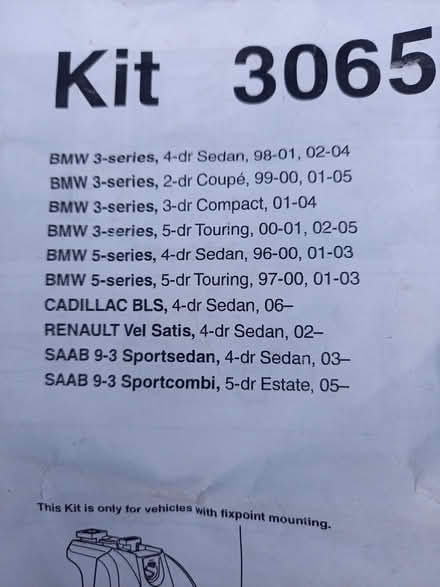 Kit 3065
BMW 3-series, 4-dr Sedan, 98-01, 02-04
BMW 3-series, 2-dr Coupé, 99-00, 01-05
BMW 3-series, 3-dr Compact, 01-04
BMW 3-series, 5-dr Touring, 00-01, 02-05
BMW 5-series, 4-dr Sedan, 96-00, 01-03
BMW 5-series, 5-dr Touring, 97-00, 01-03
CADILLAC BLS, 4-dr Sedan, 06–
RENAULT Vel Satis, 4-dr Sedan, 02–
SAAB 9-3 Sportsedan, 4-dr Sedan, 03–
SAAB 9-3 Sportcombi, 5-dr Estate, 05–
This Kit is only for vehicles with fixpoint mounting.